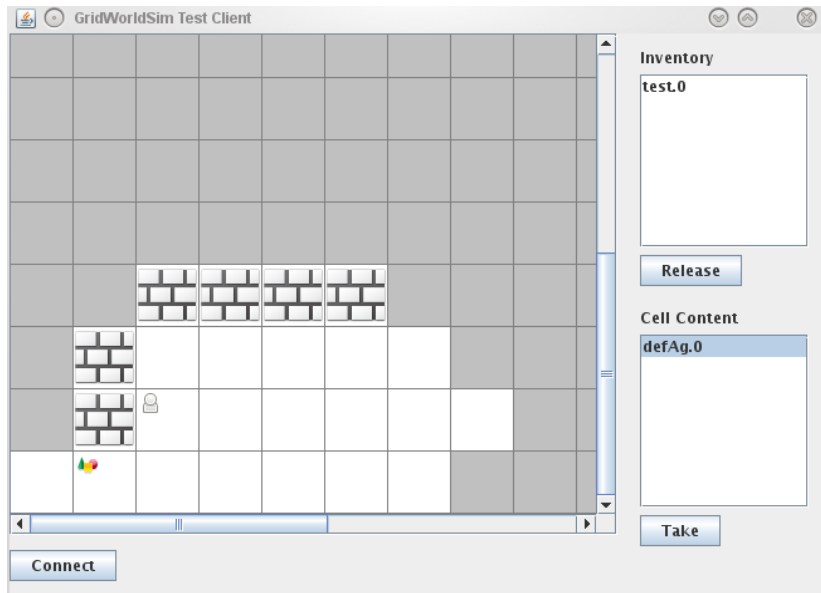 GridWorldSim Test Client
Inventory
test.0
Release
Cell Content
defAg.0
Take
Connect